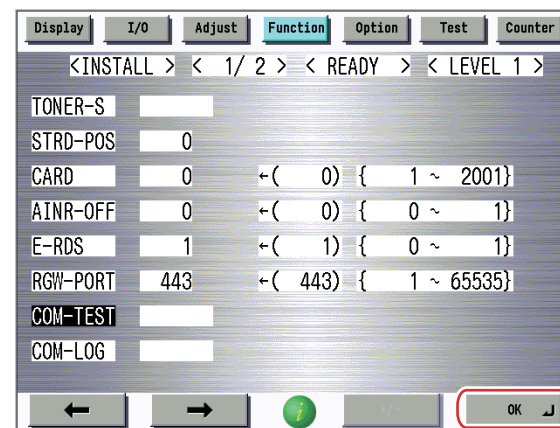 Display I/O Adjust Function Option Test Counter
<INSTALL > < 1/ 2 > < READY > < LEVEL 1 >
TONER-S
STRD-POS 0
CARD 0 ←( 0) { 1 ~ 2001}
AINR-OFF 0 ←( 0) { 0 ~ 1}
E-RDS 1 ←( 1) { 0 ~ 1}
RGW-PORT 443 ←( 443) { 1 ~ 65535}
COM-TEST
COM-LOG
← → i +/- OK ┘